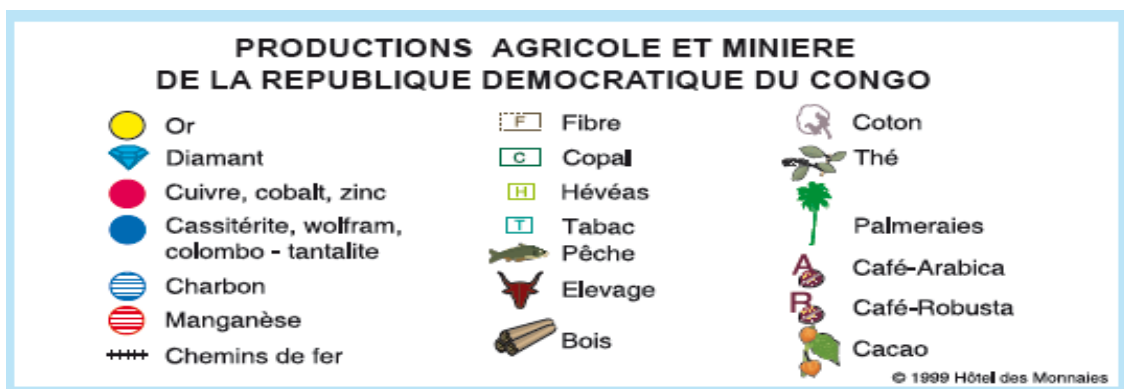 PRODUCTIONS AGRICOLE ET MINIERE
DE LA REPUBLIQUE DEMOCRATIQUE DU CONGO
Or
Diamant
Cuivre, cobalt, zinc
Cassitérite, wolfram,
colombo - tantalite
Charbon
Manganèse
Chemins de fer
F Fibre
C Copal
H Hévéas
T Tabac
Pêche
Elevage
Bois
Coton
Thé
Palmeraies
A Café-Arabica
R Café-Robusta
Cacao
© 1999 Hôtel des Monnaies